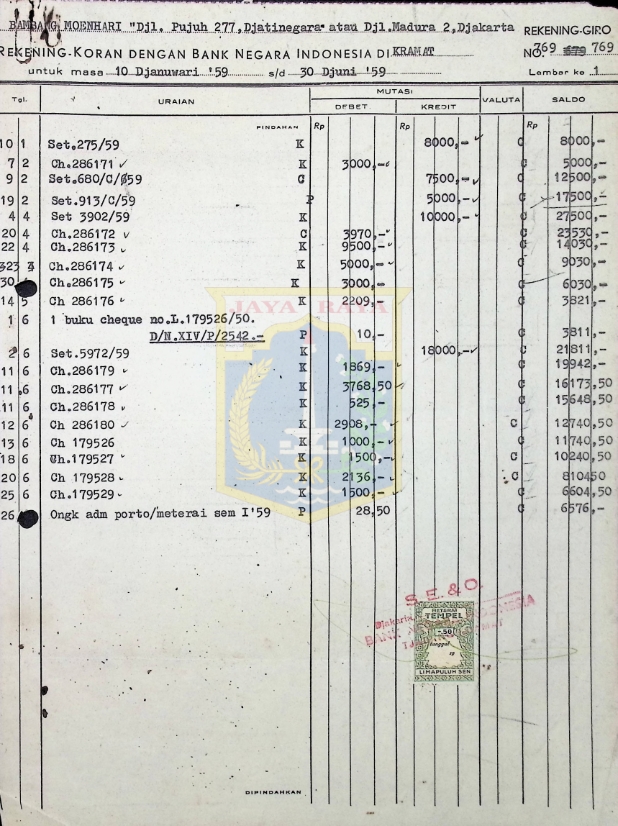 BAMBANG MOENHARI "Djl. Pujuh 277,Djatinegara atau Djl.Madura 2,Djakarta REKENING-GIRO
REKENING-KORAN DENGAN BANK NEGARA INDONESIA DI KRAMAT NO. 769 769
untuk masa 10 Djanuwari '59 s/d 30 Djuni '59 Lembar ke 1
Tgl. URAIAN MUTASI VALUTA SALDO
DEBET KREDIT
PINDAHAN Rp Rp Rp
10 1 Set.275/59 K 8000,- C 8000,-
7 2 Ch.286171 K 3000,- C 5000,-
9 2 Set.680/C/59 C 7500,- C 12500,-
19 2 Set.913/C/59 P 5000,- C 17500,-
4 4 Set 3902/59 K 10000,- C 27500,-
20 4 Ch.286172 C 3970,- C 23530,-
22 4 Ch.286173 K 9500,- C 14030,-
23 Ch.286174 K 5000,- C 9030,-
30 Ch.286175 K 3000,- C 6030,-
14 5 Ch 286176 K 2209,- C 3821,-
1 6 1 buku cheque no.L.179526/50.
D/N.XIV/P/2542.- P 10,- C 3811,-
2 6 Set.5972/59 K 18000,- C 21811,-
11 6 Ch.286179 K 1869,- C 19942,-
11 6 Ch.286177 K 3768,50 C 16173,50
11 6 Ch.286178 K 525,- C 15648,50
12 6 Ch 286180 K 2908,- C 12740,50
13 6 Ch 179526 K 1000,- C 11740,50
18 6 Ch.179527 K 1500,- C 10240,50
20 6 Ch 179528 K 2136,- C 810450
25 6 Ch.179529 K 1500,- C 6604,50
26 Ongk adm porto/meterai sem I'59 P 28,50 C 6576,-
JAYA RAYA
S.E.&O.
Djakarta,
METERAI
TEMPEL
-.50
tanggal
19
LIMAPULUH SEN
DIPINDAHKAN